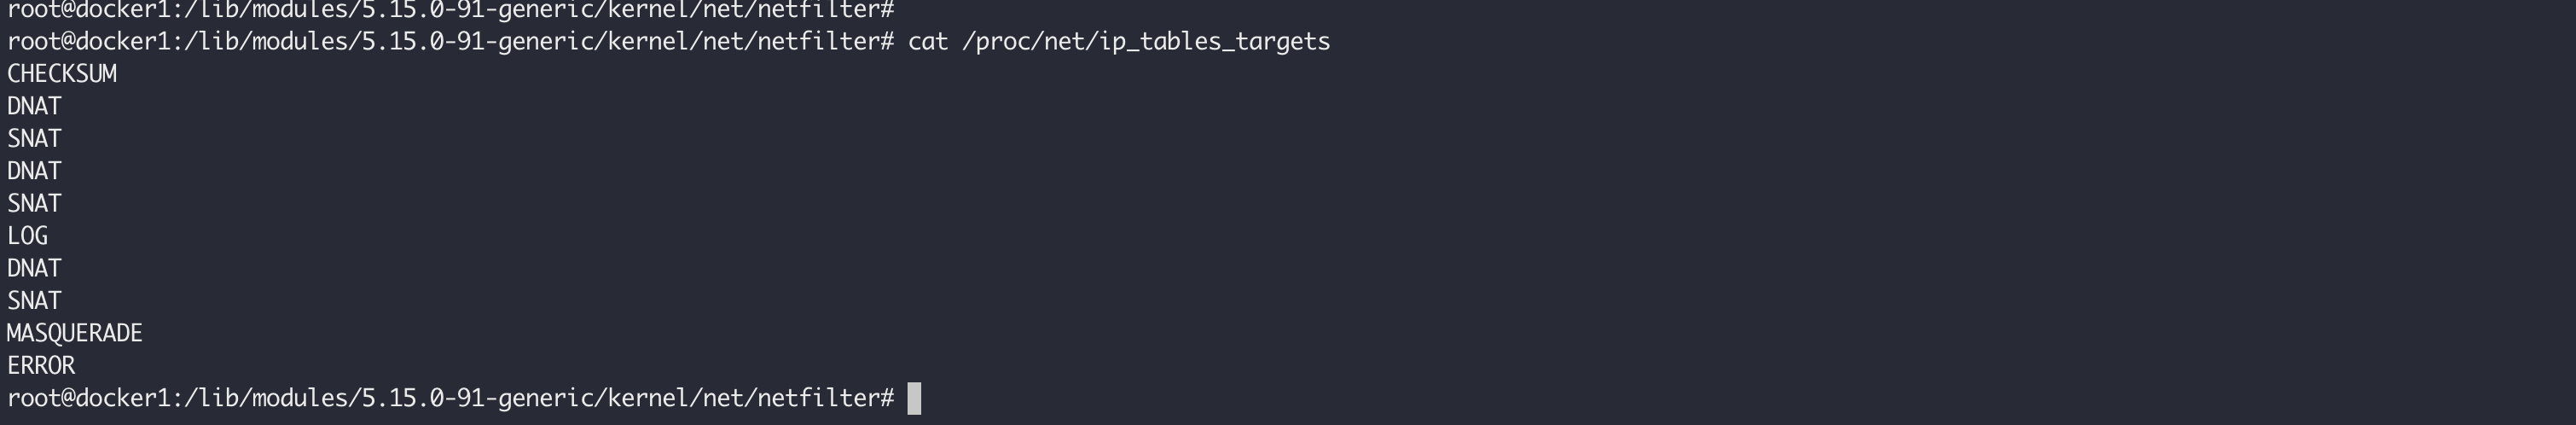 root@docker1:/lib/modules/5.15.0-91-generic/kernel/net/netfilter#
root@docker1:/lib/modules/5.15.0-91-generic/kernel/net/netfilter# cat /proc/net/ip_tables_targets
CHECKSUM
DNAT
SNAT
DNAT
SNAT
LOG
DNAT
SNAT
MASQUERADE
ERROR
root@docker1:/lib/modules/5.15.0-91-generic/kernel/net/netfilter#